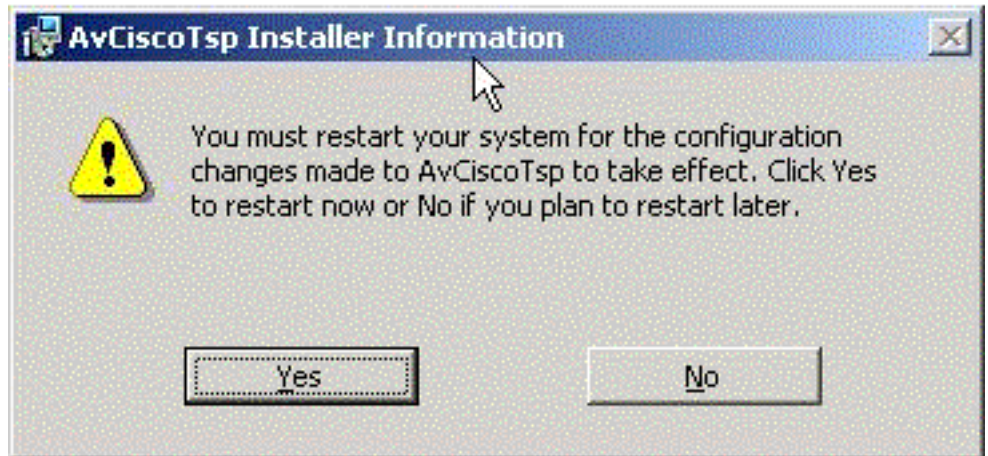 AvCiscoTsp Installer Information
You must restart your system for the configuration
changes made to AvCiscoTsp to take effect. Click Yes
to restart now or No if you plan to restart later.
Yes
No